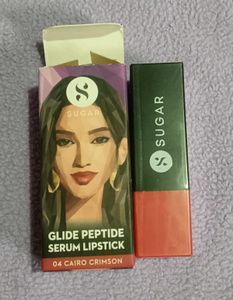 SUGAR
GLIDE PEPTIDE
SERUM LIPSTICK
04 CAIRO CRIMSON
SUGAR